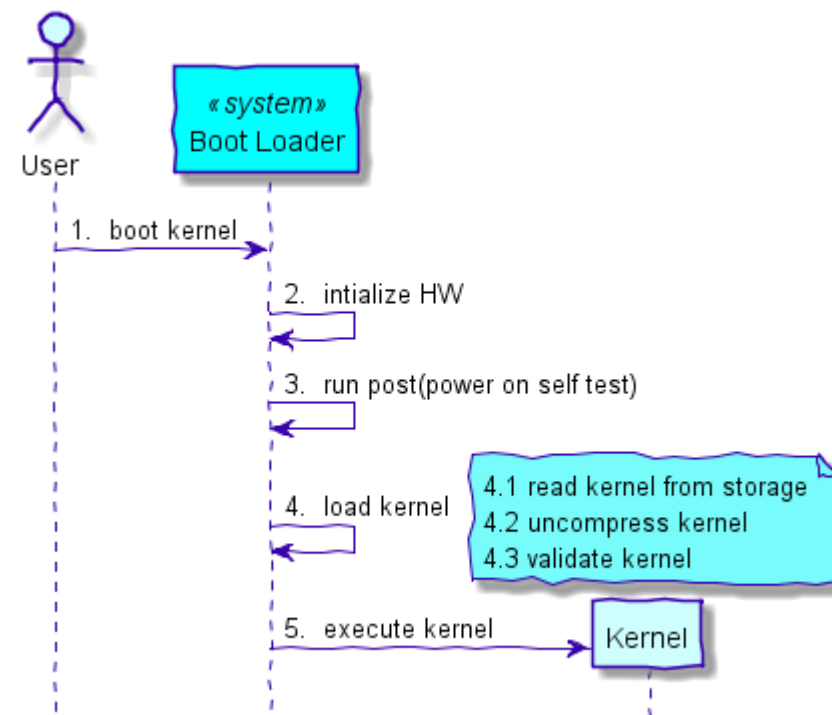 «system»
Boot Loader
User
1. boot kernel
2. intialize HW
3. run post(power on self test)
4. load kernel
4.1 read kernel from storage
4.2 uncompress kernel
4.3 validate kernel
5. execute kernel
Kernel